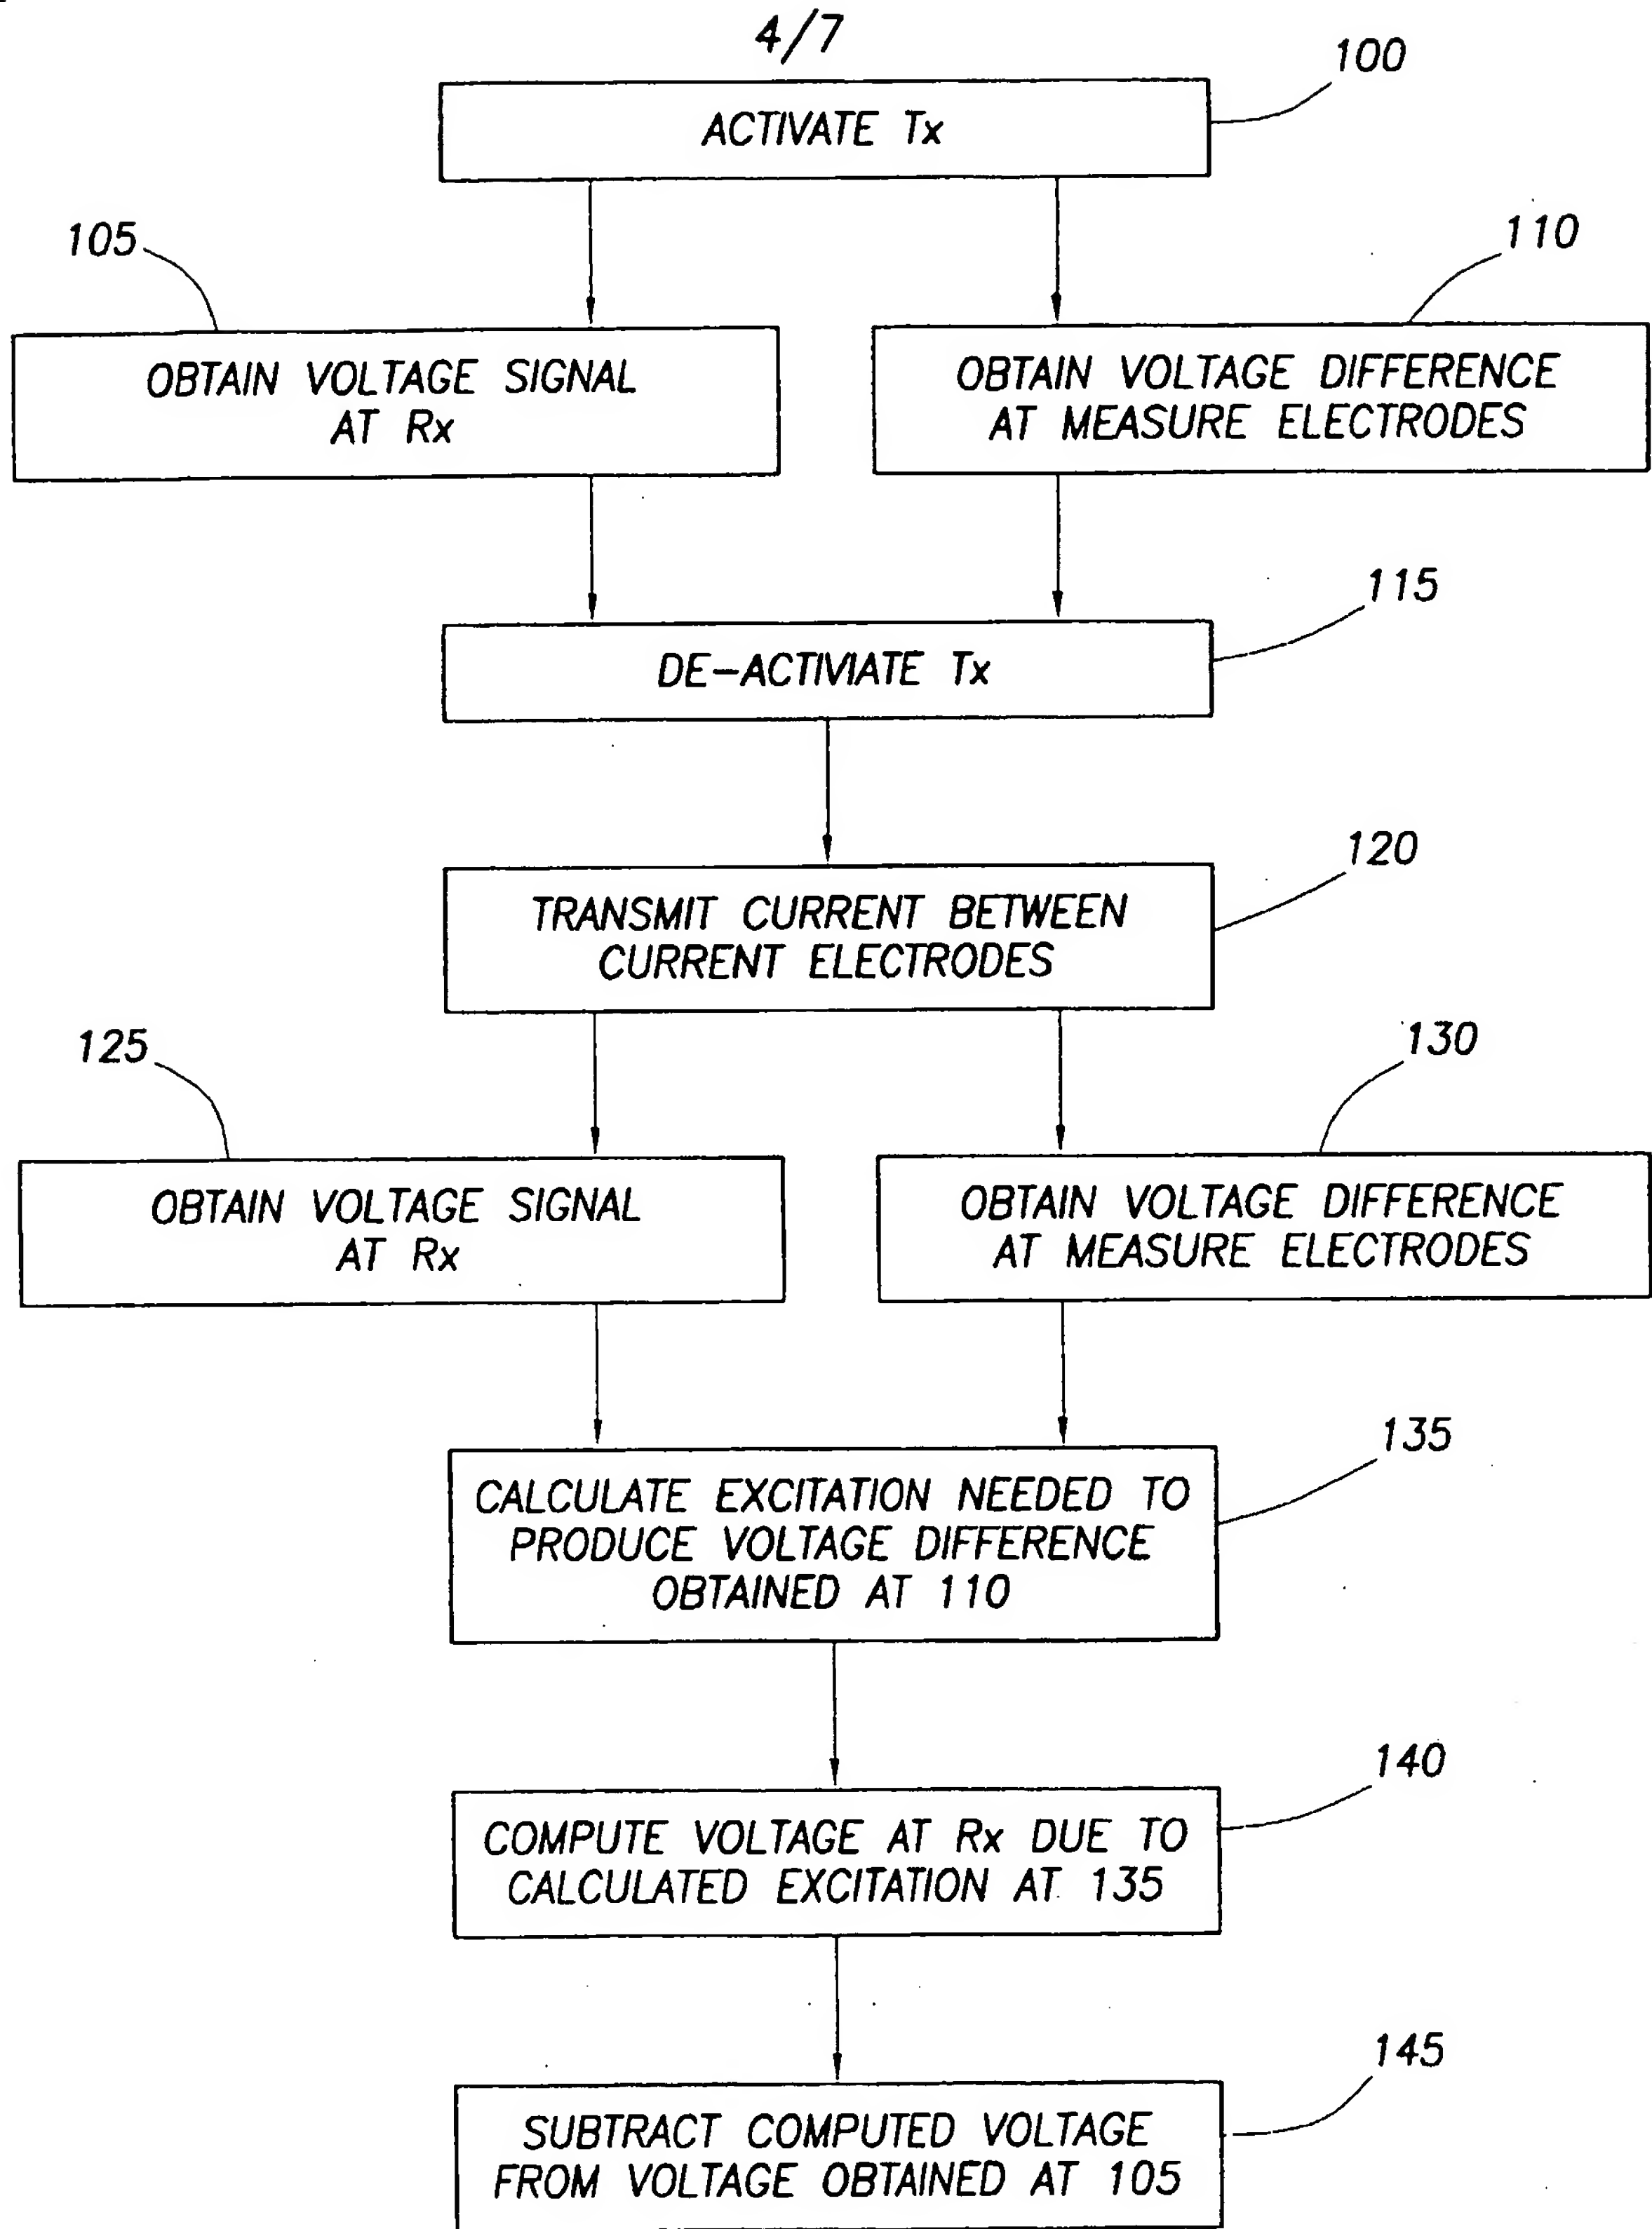 4/7
100
ACTIVATE Tx
105
110
OBTAIN VOLTAGE SIGNAL
AT Rx
OBTAIN VOLTAGE DIFFERENCE
AT MEASURE ELECTRODES
115
DE-ACTIVIATE Tx
120
TRANSMIT CURRENT BETWEEN
CURRENT ELECTRODES
125
130
OBTAIN VOLTAGE SIGNAL
AT Rx
OBTAIN VOLTAGE DIFFERENCE
AT MEASURE ELECTRODES
135
CALCULATE EXCITATION NEEDED TO
PRODUCE VOLTAGE DIFFERENCE
OBTAINED AT 110
140
COMPUTE VOLTAGE AT Rx DUE TO
CALCULATED EXCITATION AT 135
145
SUBTRACT COMPUTED VOLTAGE
FROM VOLTAGE OBTAINED AT 105